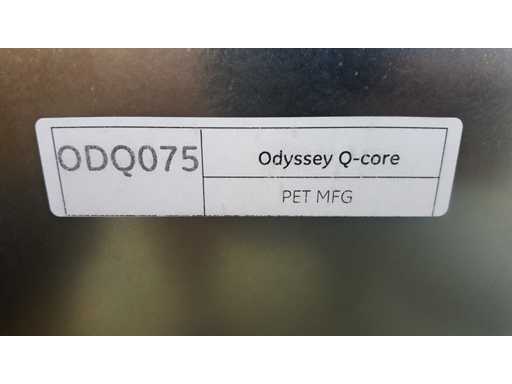 ODQ075
Odyssey Q-core
PET MFG